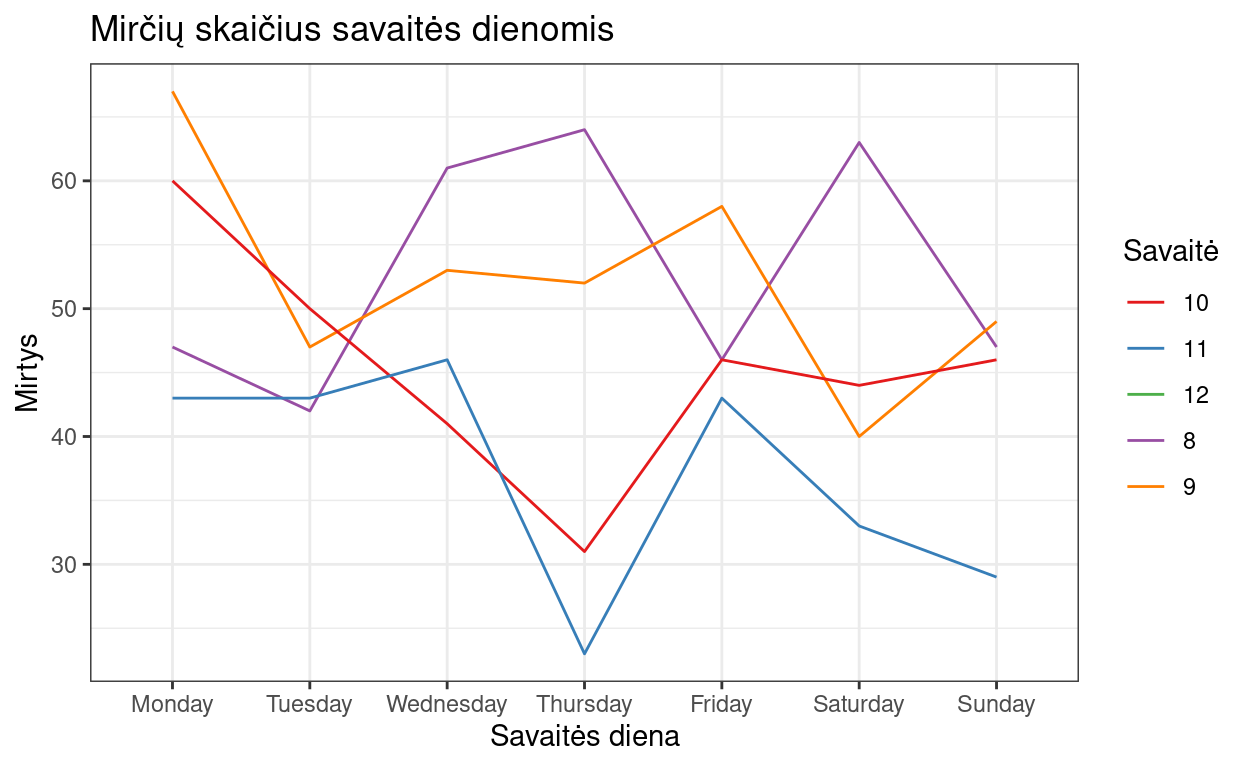 Mirčių skaičius savaitės dienomis
Mirtys
60
50
40
30
Monday Tuesday Wednesday Thursday Friday Saturday Sunday
Savaitės diena
Savaitė
10
11
12
8
9